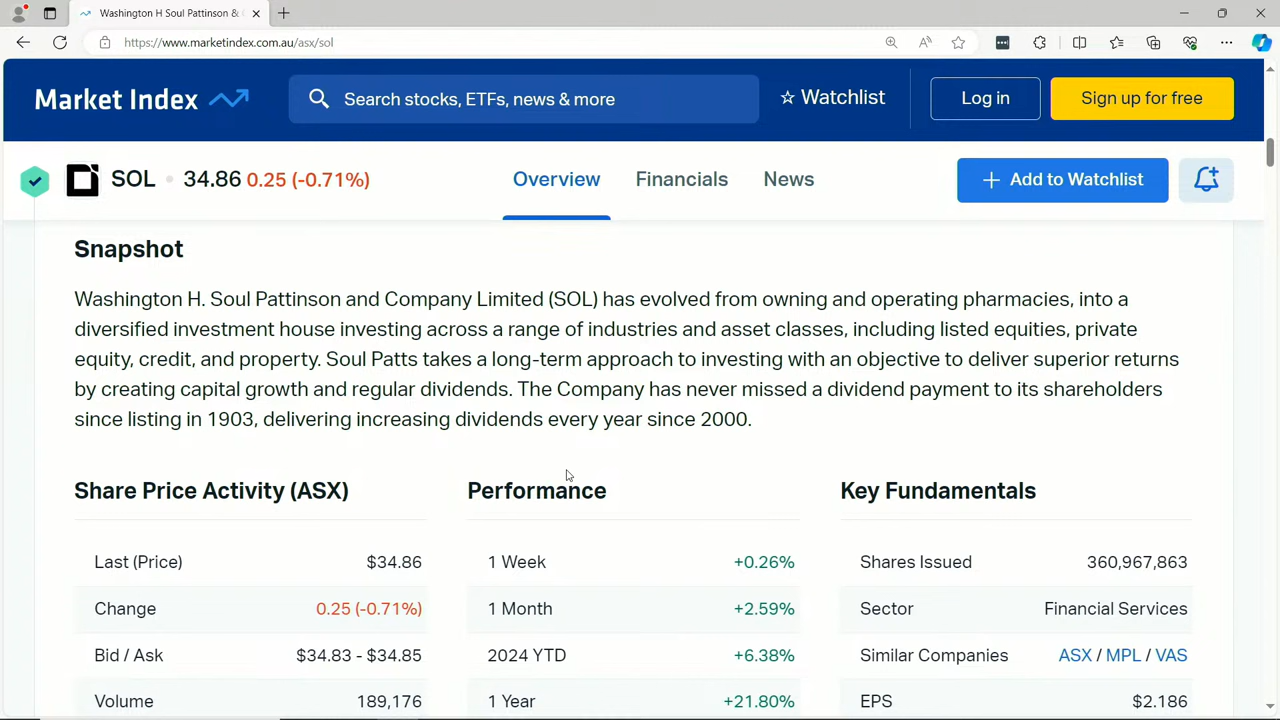 Washington H Soul Pattinson &
https://www.marketindex.com.au/asx/sol
Market Index
Search stocks, ETFs, news & more
Watchlist
Log in
Sign up for free
SOL • 34.86 0.25 (-0.71%)
Overview
Financials
News
+ Add to Watchlist
Snapshot
Washington H. Soul Pattinson and Company Limited (SOL) has evolved from owning and operating pharmacies, into a
diversified investment house investing across a range of industries and asset classes, including listed equities, private
equity, credit, and property. Soul Patts takes a long-term approach to investing with an objective to deliver superior returns
by creating capital growth and regular dividends. The Company has never missed a dividend payment to its shareholders
since listing in 1903, delivering increasing dividends every year since 2000.
Share Price Activity (ASX)
Last (Price) $34.86
Change 0.25 (-0.71%)
Bid / Ask $34.83 - $34.85
Volume 189,176
Performance
1 Week +0.26%
1 Month +2.59%
2024 YTD +6.38%
1 Year +21.80%
Key Fundamentals
Shares Issued 360,967,863
Sector Financial Services
Similar Companies ASX / MPL / VAS
EPS $2.186